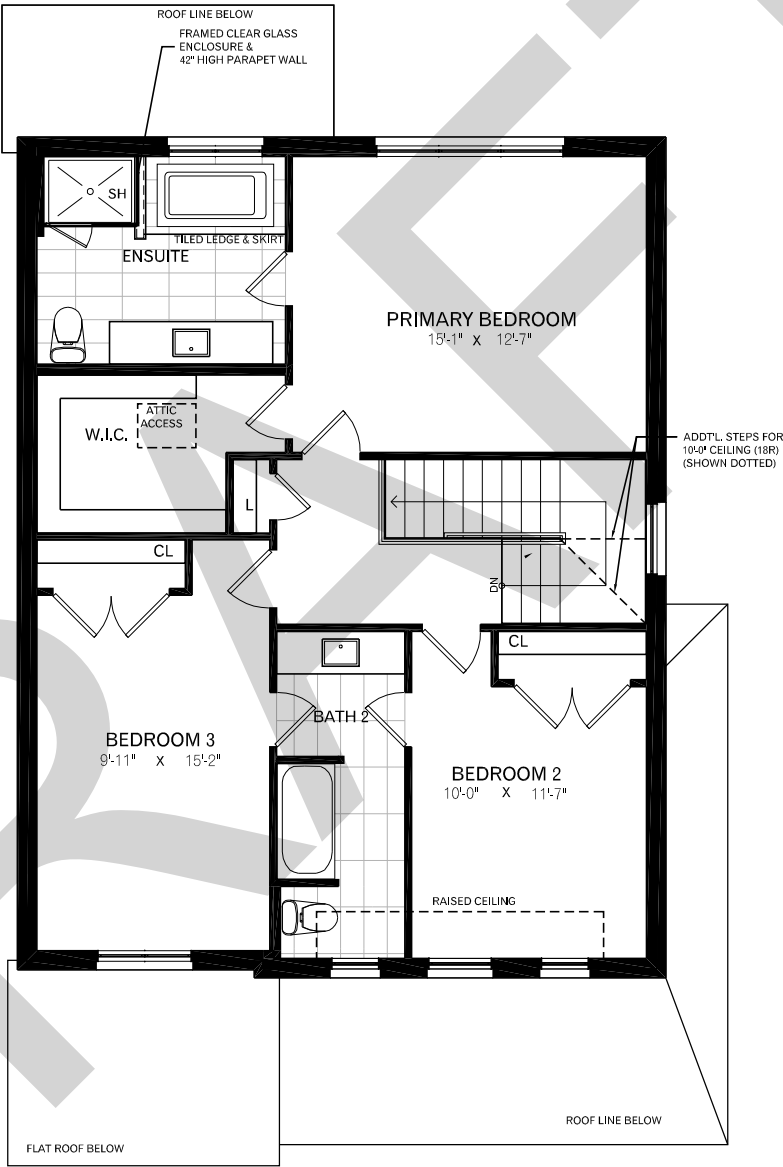 ROOF LINE BELOW
FRAMED CLEAR GLASS
ENCLOSURE &
42" HIGH PARAPET WALL
SH
TILED LEDGE & SKIRT
ENSUITE
PRIMARY BEDROOM
15'-1" X 12'-7"
ATTIC
ACCESS
W.I.C.
ADDT'L. STEPS FOR
10'-0" CEILING (18R)
(SHOWN DOTTED)
L
CL
DN
CL
BATH 2
BEDROOM 3
9'-11" X 15'-2"
BEDROOM 2
10'-0" X 11'-7"
RAISED CEILING
ROOF LINE BELOW
FLAT ROOF BELOW